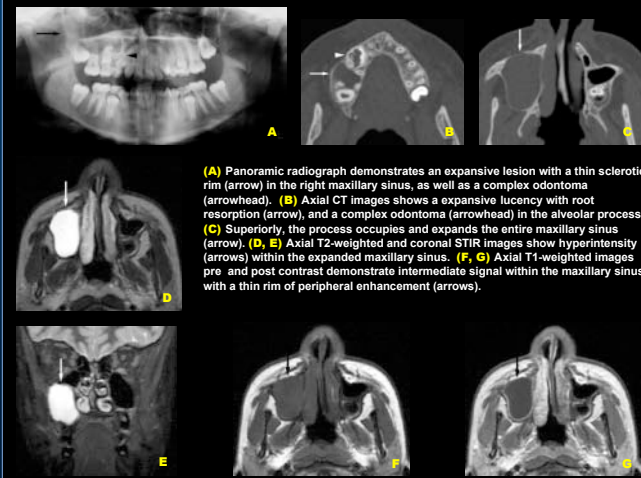 A
B
C
(A) Panoramic radiograph demonstrates an expansive lesion with a thin sclerotic
rim (arrow) in the right maxillary sinus, as well as a complex odontoma
(arrowhead). (B) Axial CT images shows a expansive lucency with root
resorption (arrow), and a complex odontoma (arrowhead) in the alveolar process.
(C) Superiorly, the process occupies and expands the entire maxillary sinus
(arrow). (D, E) Axial T2-weighted and coronal STIR images show hyperintensity
(arrows) within the expanded maxillary sinus. (F, G) Axial T1-weighted images
pre and post contrast demonstrate intermediate signal within the maxillary sinus
with a thin rim of peripheral enhancement (arrows).
D
E
F
G